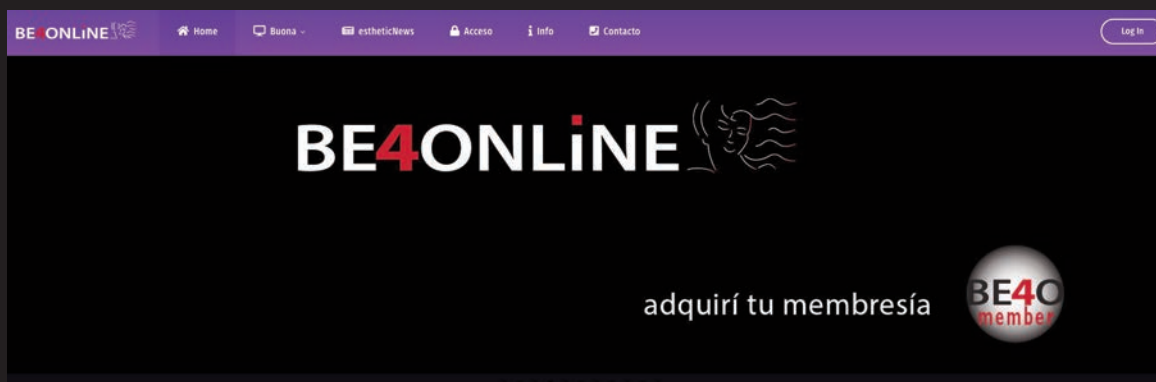 BE4ONLiNE Home Buona estheticNews Acceso Info Contacto Log In
BE4ONLiNE
adquirí tu membresía
BE4O
member